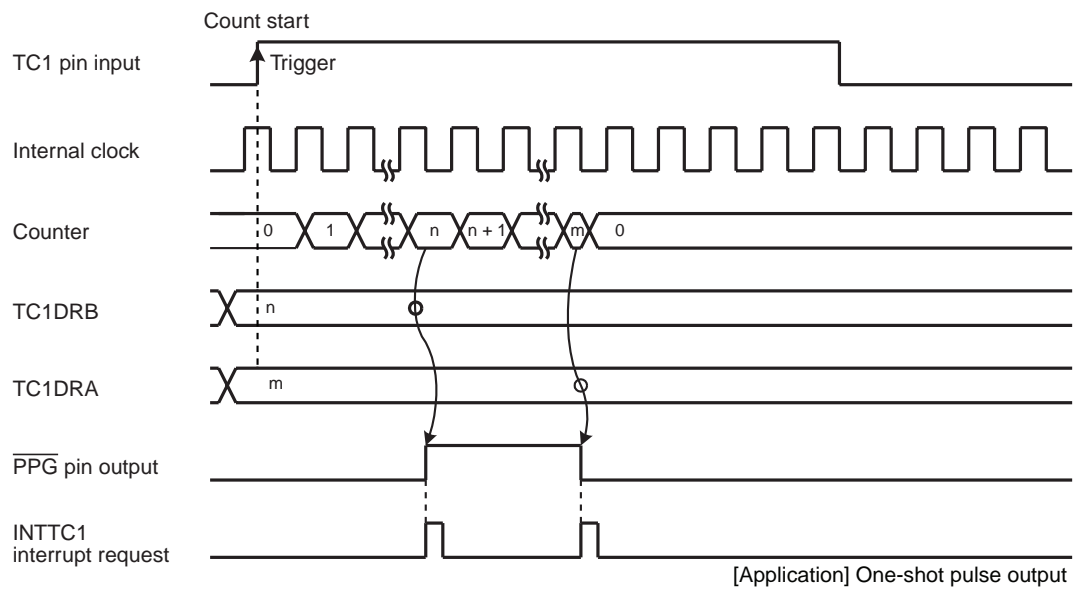 Count start
TC1 pin input
Trigger
Internal clock
Counter
0 1 n n + 1 m 0
TC1DRB
n
TC1DRA
m
PPG pin output
INTTC1
interrupt request
[Application] One-shot pulse output